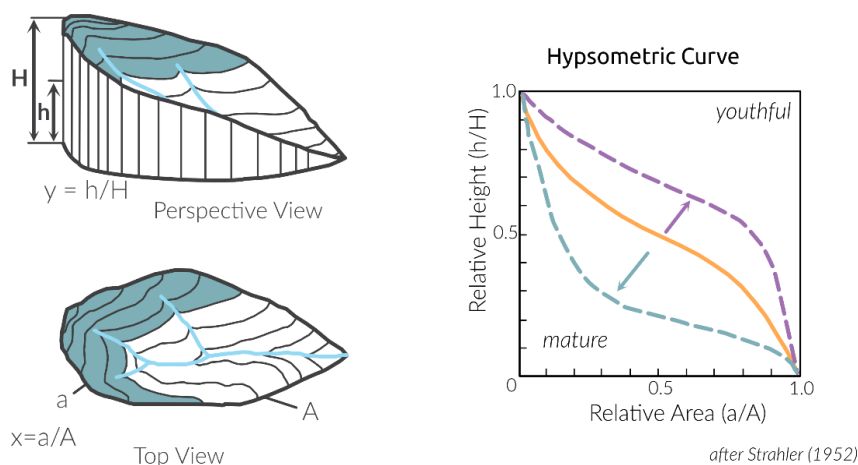 H
h
y = h/H
Perspective View
a
A
x=a/A
Top View
Hypsometric Curve
Relative Height (h/H)
1.0
0.5
youthful
mature
0
0.5
1.0
Relative Area (a/A)
after Strahler (1952)